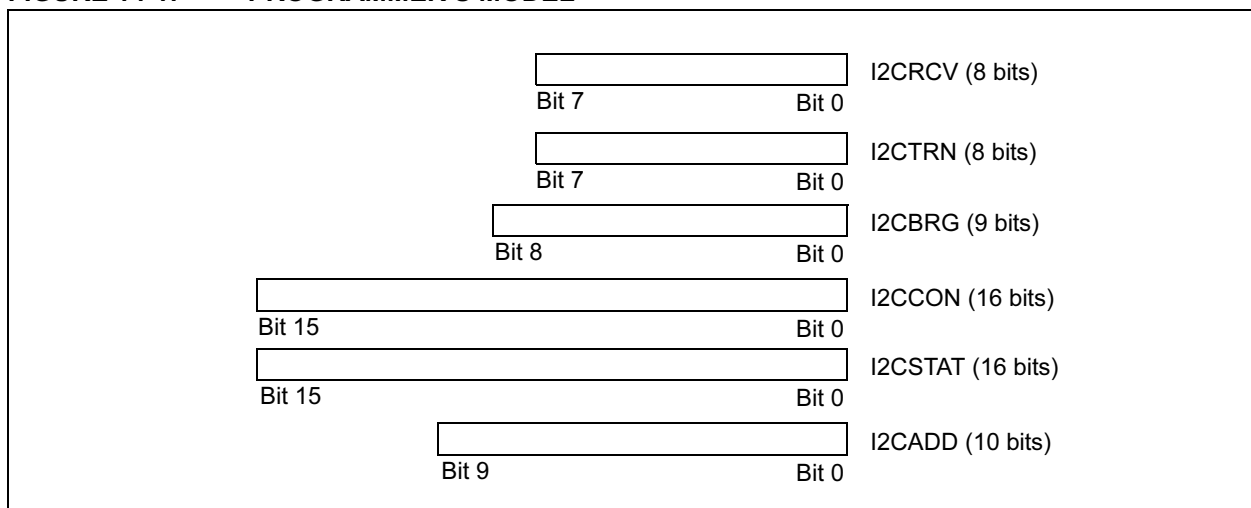 I2CRCV (8 bits)
Bit 7 Bit 0
I2CTRN (8 bits)
Bit 7 Bit 0
I2CBRG (9 bits)
Bit 8 Bit 0
I2CCON (16 bits)
Bit 15 Bit 0
I2CSTAT (16 bits)
Bit 15 Bit 0
I2CADD (10 bits)
Bit 9 Bit 0